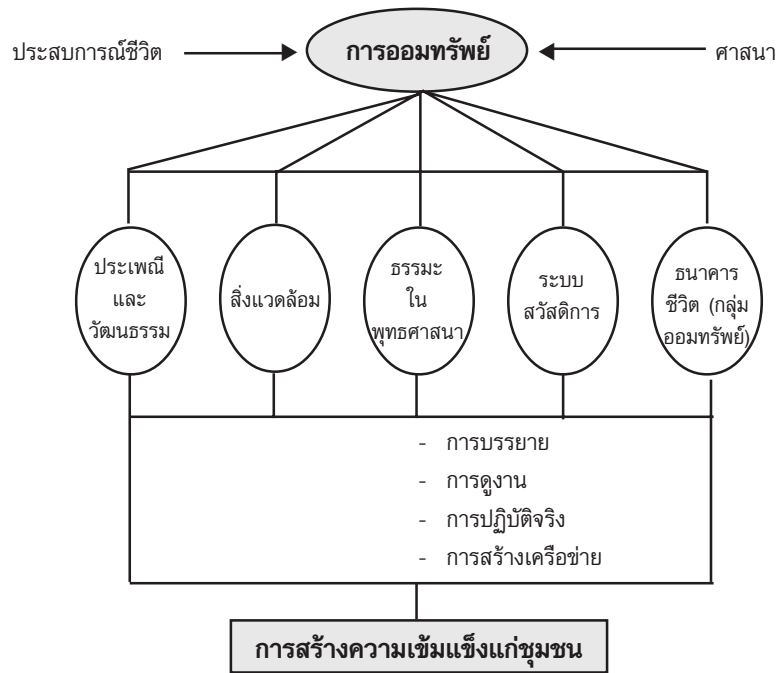 ประสบการณ์ชีวิต
การออมทรัพย์
ศาสนา
ประเพณี
และ
วัฒนธรรม
สิ่งแวดล้อม
ธรรมะ
ใน
พุทธศาสนา
ระบบ
สวัสดิการ
ธนาคาร
ชีวิต (กลุ่ม
ออมทรัพย์)
- การบรรยาย
- การดูงาน
- การปฏิบัติจริง
- การสร้างเครือข่าย
การสร้างความเข้มแข็งแก่ชุมชน